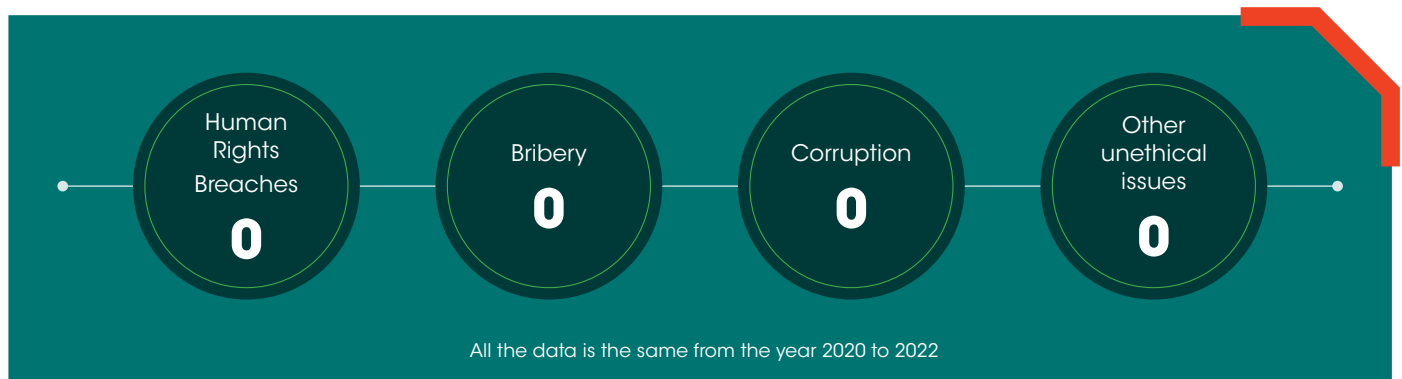 Human
Rights
Breaches
0
Bribery
0
Corruption
0
Other
unethical
issues
0
All the data is the same from the year 2020 to 2022